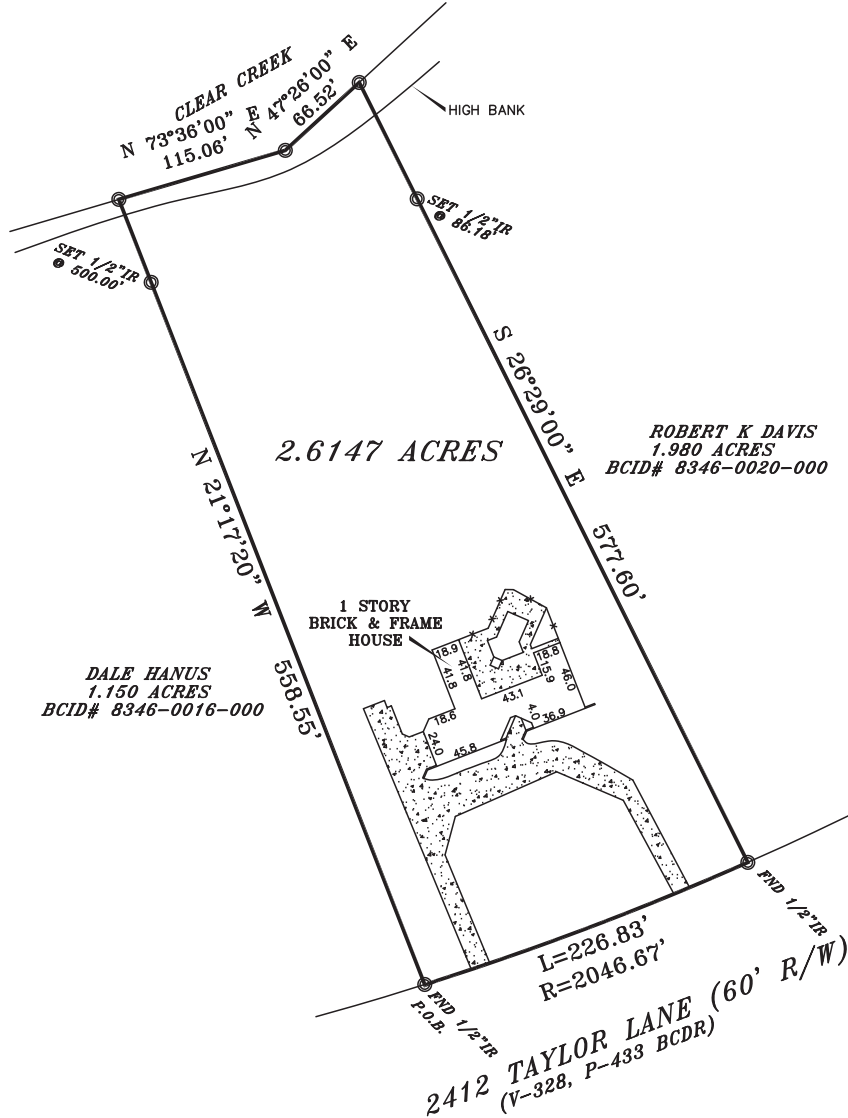 CLEAR CREEK
N 73°36'00" E
115.06'
N 47°26'00" E
66.52'
HIGH BANK
SET 1/2"IR
@ 86.18'
SET 1/2"IR
@ 500.00'
S 26°29'00" E 577.60'
2.6147 ACRES
ROBERT K DAVIS
1.980 ACRES
BCID# 8346-0020-000
N 21°17'20" W 558.55'
1 STORY
BRICK & FRAME
HOUSE
18.9
41.8
41.8
18.8
15.9
46.0
43.1
18.6
24.0
45.8
4.0
36.9
DALE HANUS
1.150 ACRES
BCID# 8346-0016-000
FND 1/2"IR
L=226.83'
R=2046.67'
FND 1/2"IR
P.O.B.
2412 TAYLOR LANE (60' R/W)
(V-328, P-433 BCDR)